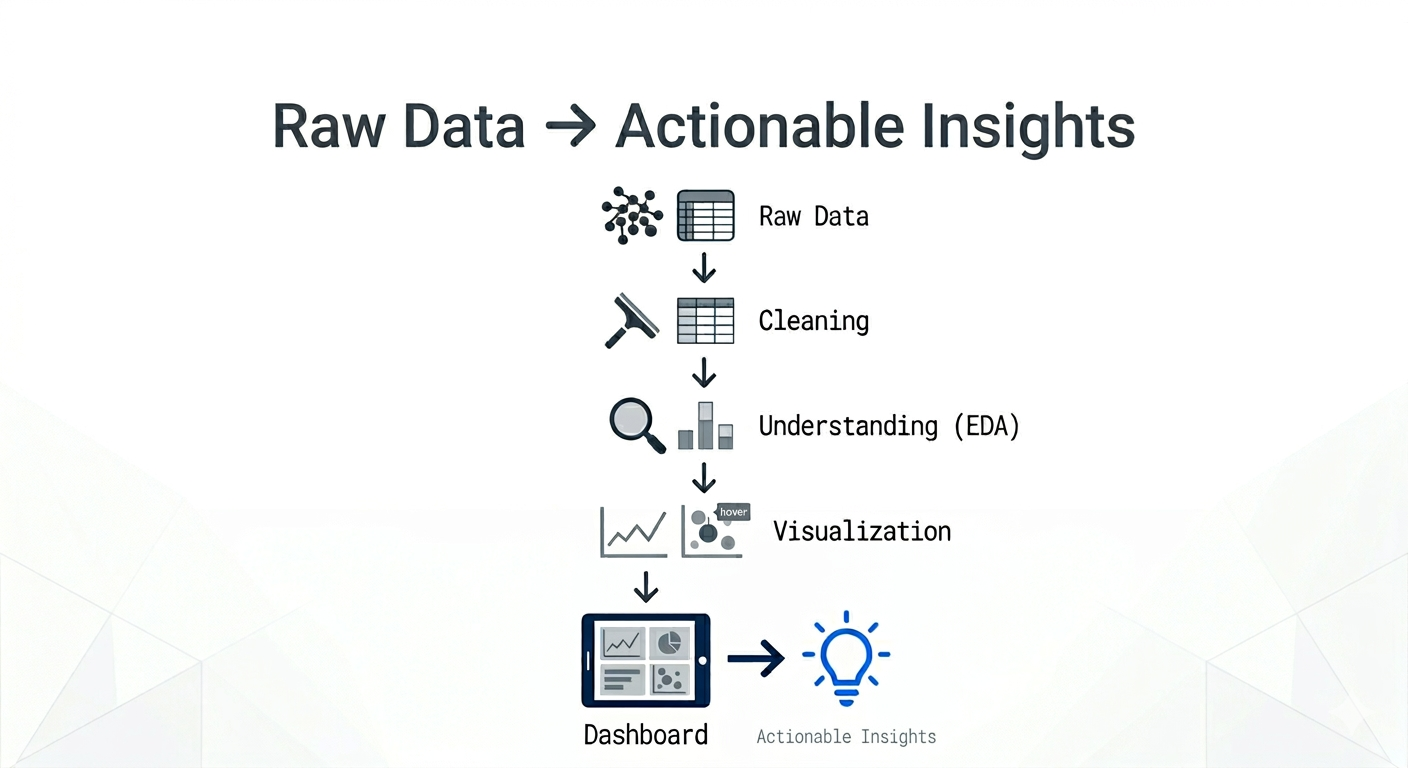 Raw Data → Actionable Insights
Raw Data
Cleaning
Understanding (EDA)
hover
Visualization
Dashboard
Actionable Insights